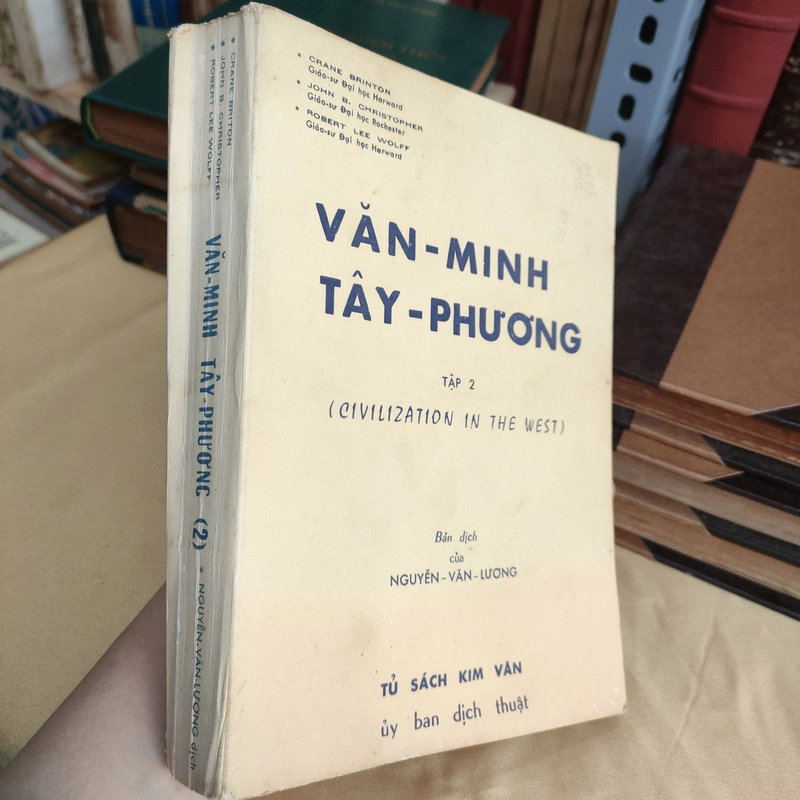 * CRANE BRINTON
Giáo-sư Đại học Harward
* JOHN B. CHRISTOPHER
Giáo-sư Đại học Rochester
* ROBERT LEE WOLFF
Giáo-sư Đại học Harward
VĂN-MINH
TÂY-PHƯƠNG
TẬP 2
(CIVILIZATION IN THE WEST)
Bản dịch
của
NGUYỄN-VĂN-LƯƠNG
TỦ SÁCH KIM VĂN
ủy ban dịch thuật
* CRANE BRITON
* JOHN B. CHRISTOPHER
* ROBERT LEE WOLFF
VĂN-MINH TÂY-PHƯƠNG (2)
* NGUYỄN-VĂN-LƯƠNG dịch